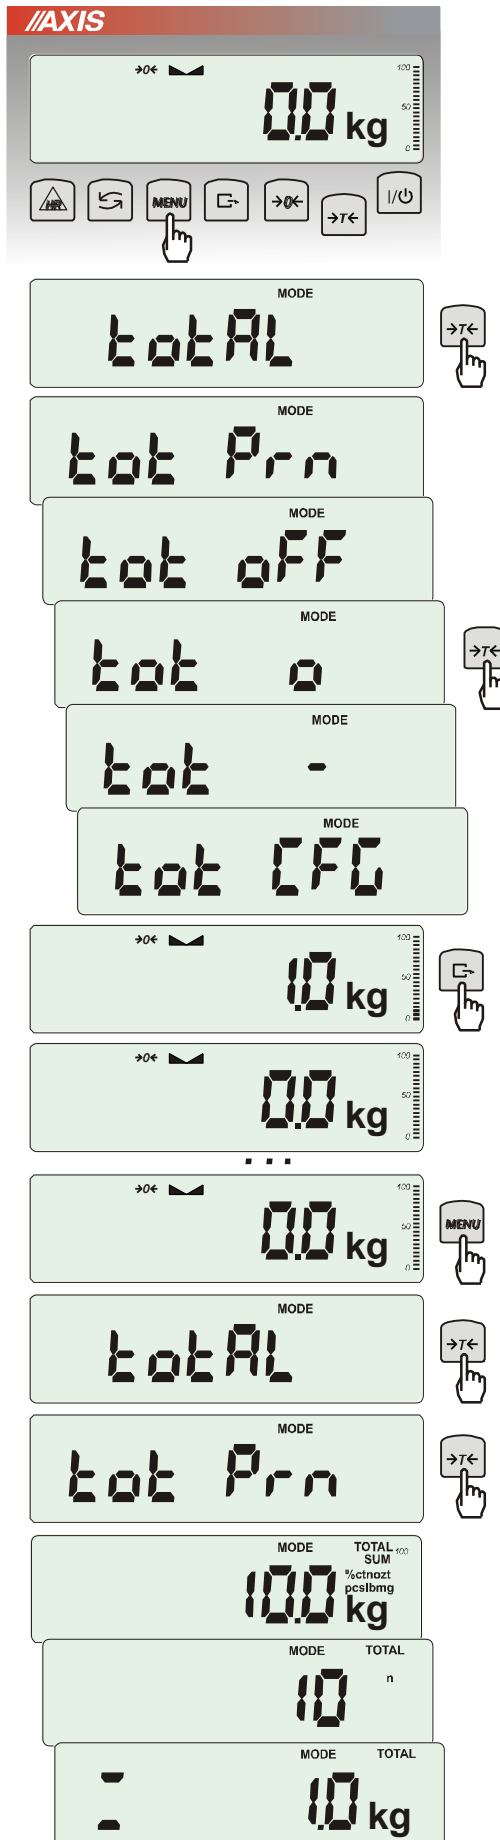 //AXIS
→0← 100
50
0.0 kg
0
HR MENU →0← →T← I/⏻
MODE
totAL
→T←
MODE
tot Prn
MODE
tot oFF
MODE
tot o
→T←
MODE
tot -
MODE
tot CFG
→0← 100
50
1.0 kg
0
→0← 100
50
0.0 kg
0
...
→0← 100
50
0.0 kg
0
MENU
MODE
totAL
→T←
MODE
tot Prn
→T←
MODE TOTAL 100
SUM
%ctnozt
pcslbmg
10.0 kg
MODE TOTAL
10 n
MODE TOTAL
1.0 kg